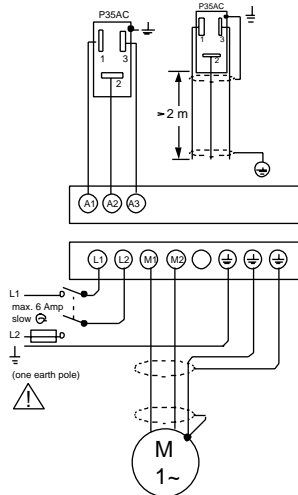 P35AC
P35AC
1
3
2
1
3
2
>2 m
A1
A2
A3
L1
L2
M1
M2
L1
max. 6 Amp
slow
L2
(one earth pole)
!
M
1~